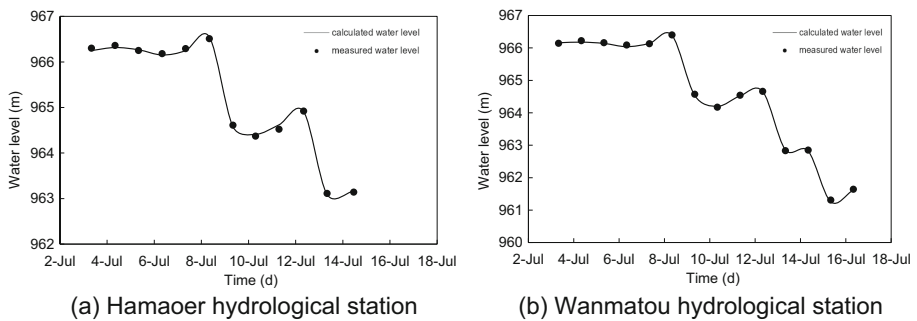 967
966
965
964
963
962
Water level (m)
calculated water level
measured water level
2-Jul 4-Jul 6-Jul 8-Jul 10-Jul 12-Jul 14-Jul 16-Jul 18-Jul
Time (d)
(a) Hamaoer hydrological station
967
966
965
964
963
962
961
960
Water level (m)
calculated water level
measured water level
2-Jul 4-Jul 6-Jul 8-Jul 10-Jul 12-Jul 14-Jul 16-Jul 18-Jul
Time (d)
(b) Wanmatou hydrological station